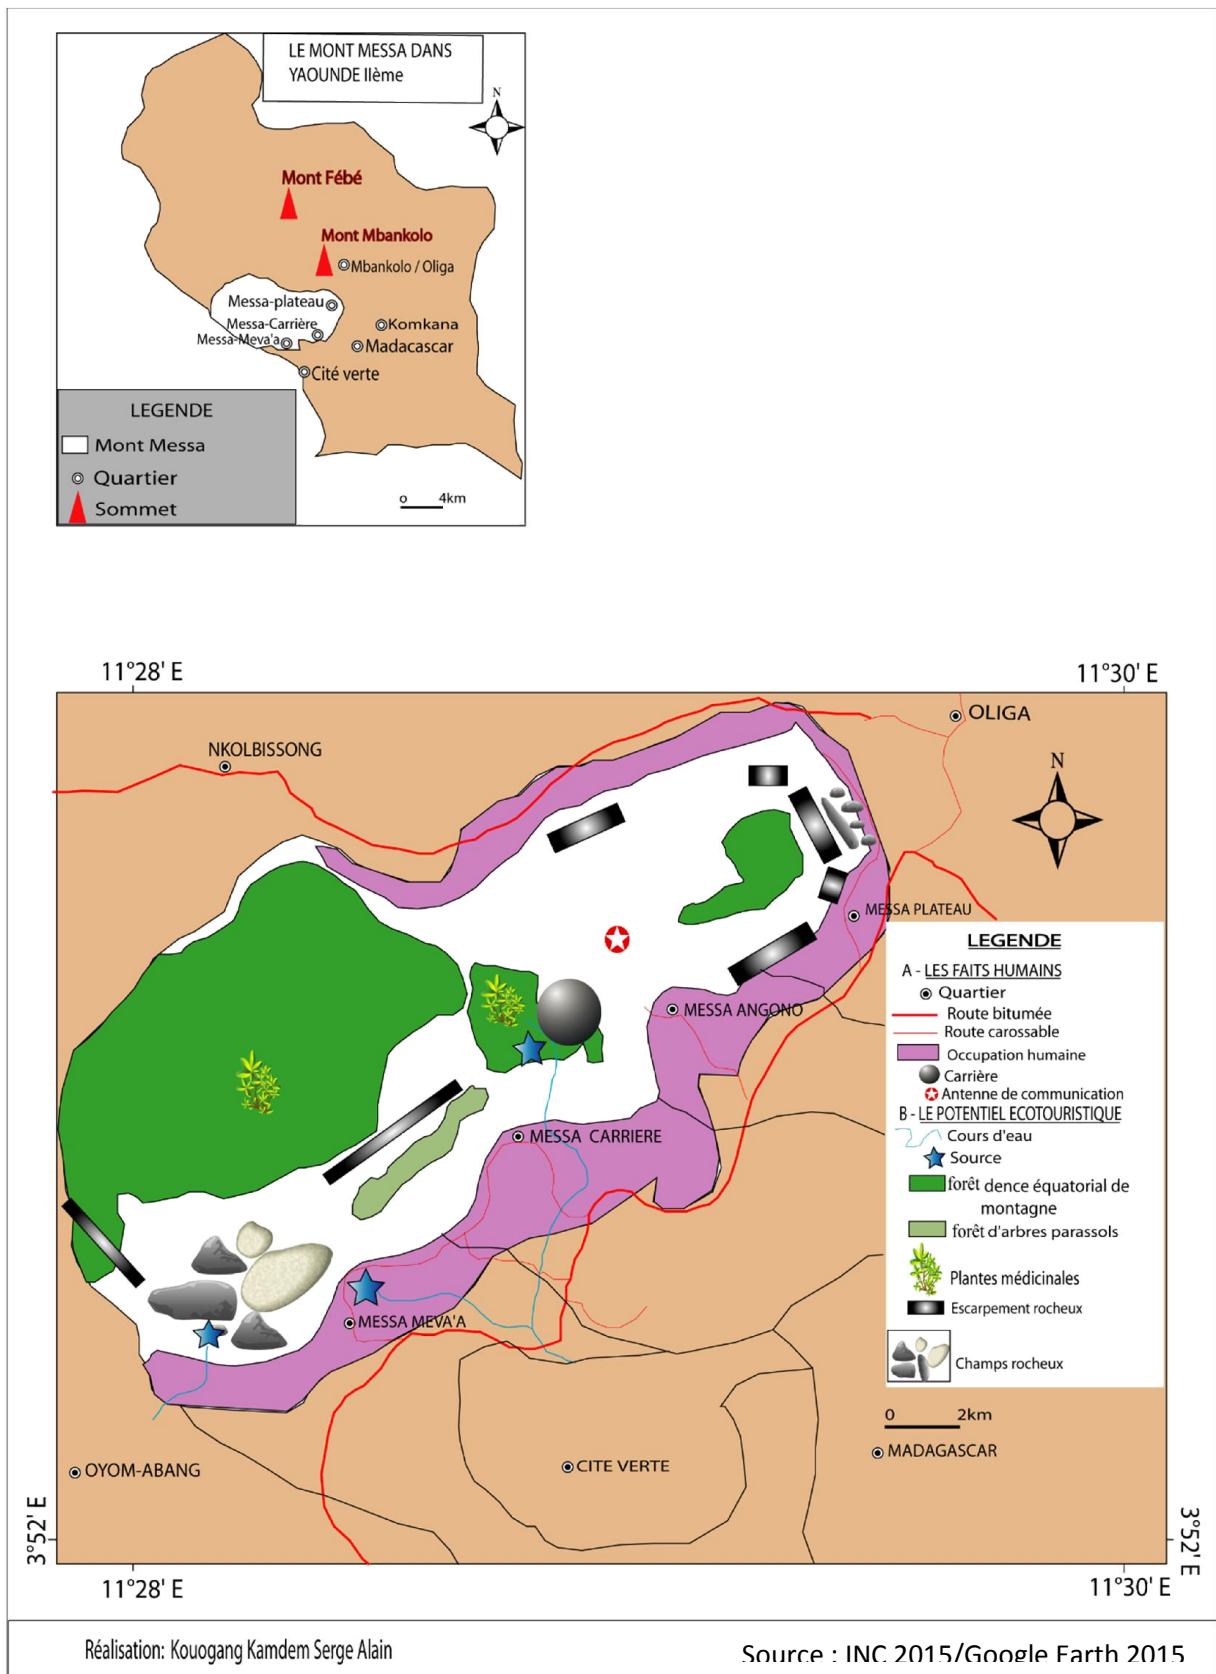 LE MONT MESSA DANS
YAOUNDE IIème
N
Mont Fébé
Mont Mbankolo
Mbankolo / Oliga
Messa-plateau
Messa-Carrière
Messa-Meva'a
Komkana
Madacascar
Cité verte
LEGENDE
Mont Messa
Quartier
Sommet
o 4km
11°28' E 11°30' E
OLIGA
NKOLBISSONG
N
MESSA PLATEAU
MESSA ANGONO
MESSA CARRIERE
MESSA MEVA'A
OYOM-ABANG
CITE VERTE
MADAGASCAR
LEGENDE
A - LES FAITS HUMAINS
Quartier
Route bitumée
Route carossable
Occupation humaine
Carrière
Antenne de communication
B - LE POTENTIEL ECOTOURISTIQUE
Cours d'eau
Source
forêt dence équatorial de
montagne
forêt d'arbres parassols
Plantes médicinales
Escarpement rocheux
Champs rocheux
0 2km
3°52' E 3°52' E
11°28' E 11°30' E
Réalisation: Kouogang Kamdem Serge Alain
Source : INC 2015/Google Earth 2015